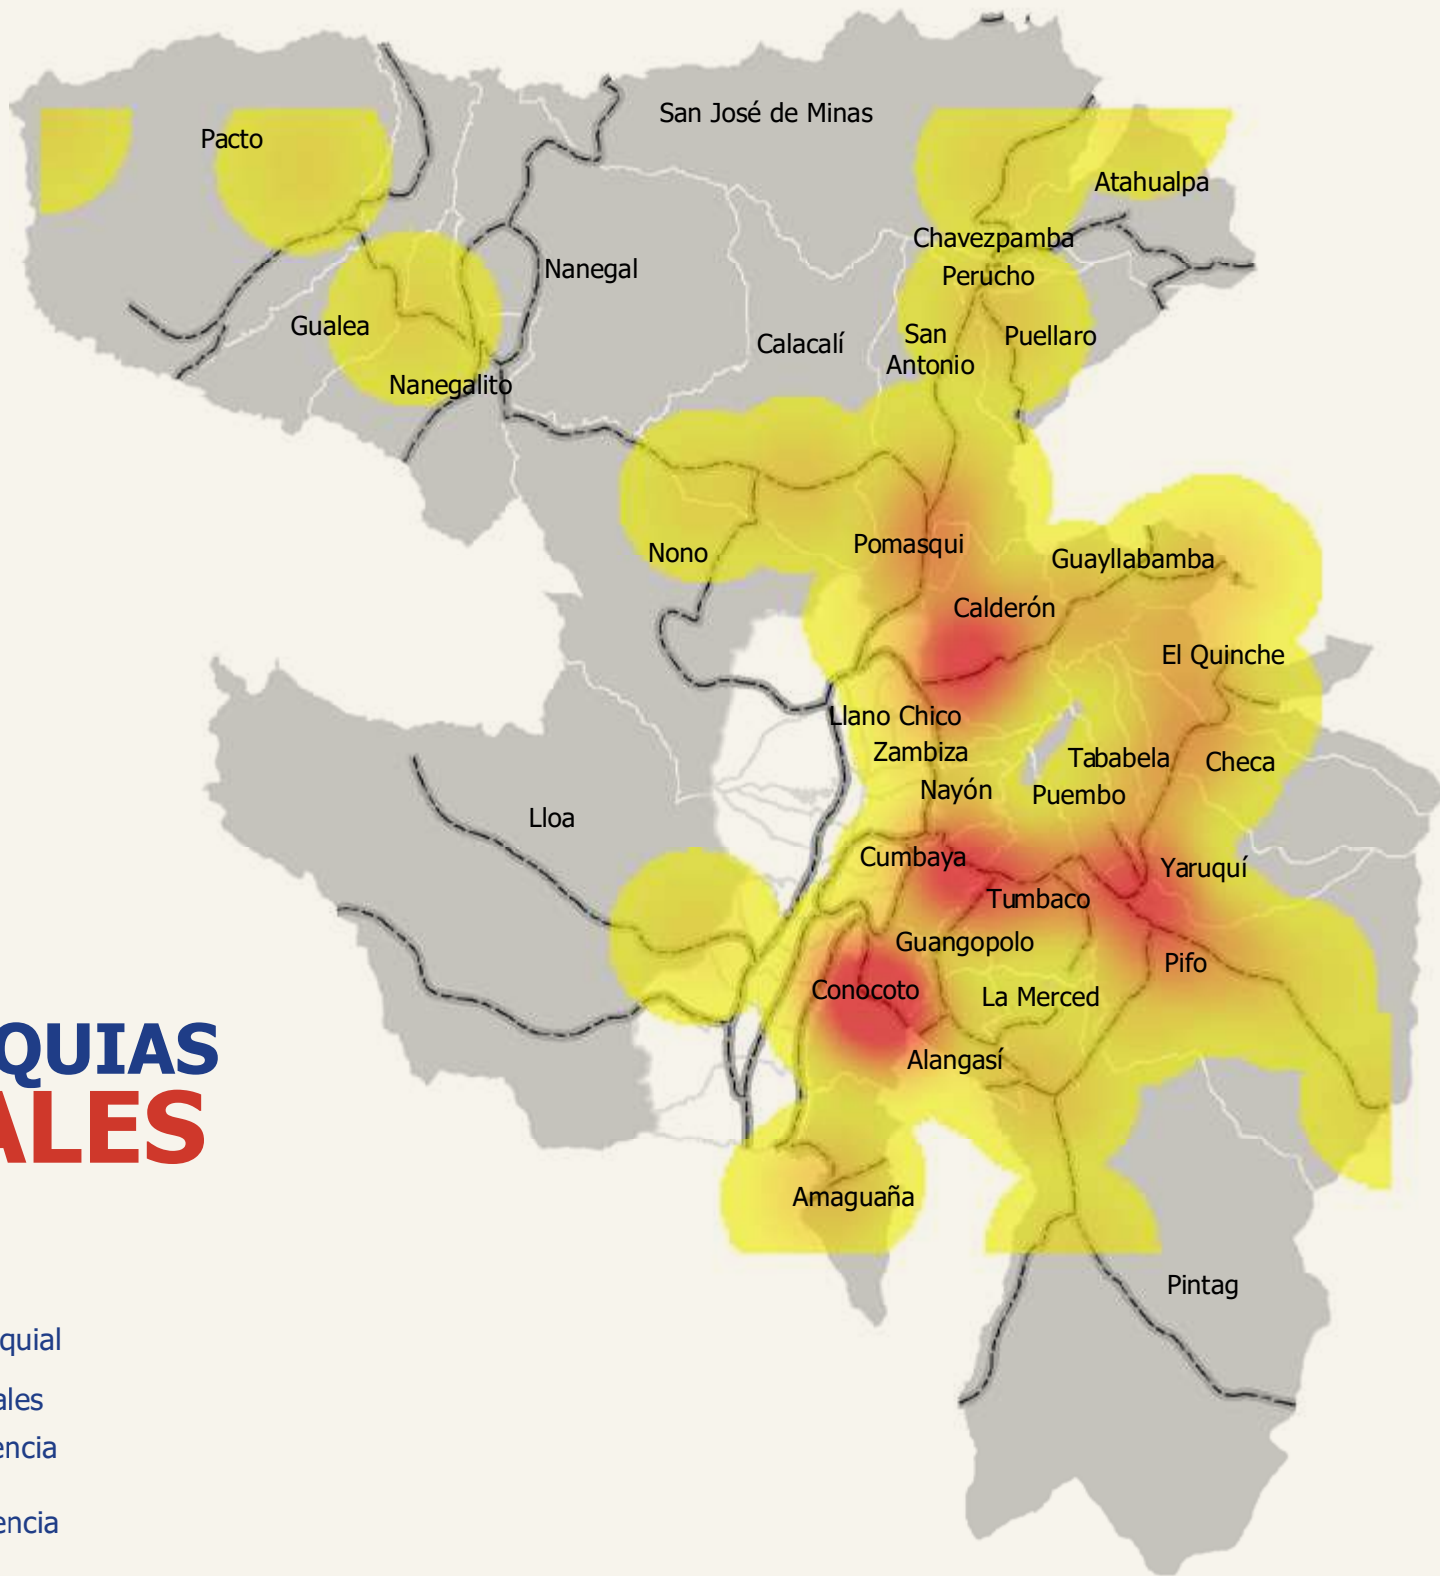 San José de Minas
Pacto
Atahualpa
Chavezpamba
Nanegal
Perucho
Gualea
San
Antonio
Puellaro
Calacalí
Nanegalito
Nono
Pomasqui
Guayllabamba
Calderón
El Quinche
Llano Chico
Zambiza
Tababela
Checa
Nayón
Puembo
Lloa
Cumbaya
Yaruquí
Tumbaco
Guangopolo
Pifo
Conocoto
La Merced
Alangasí
QUIAS
ALES
Amaguaña
Pintag
quial
ales
encia
encia